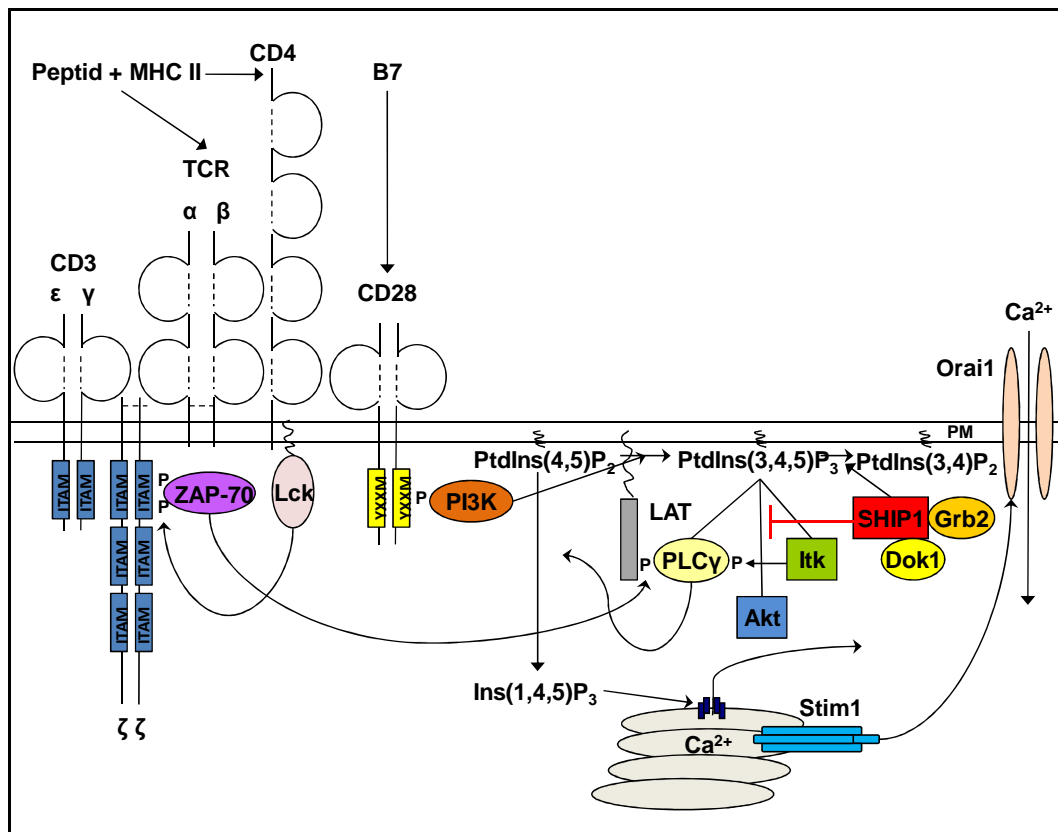 CD4
Peptid + MHC II
B7
TCR
α β
CD3
ε γ
CD28
Ca²⁺
Orai1
PM
PtdIns(4,5)P₂
PtdIns(3,4,5)P₃
PtdIns(3,4)P₂
ITAM
ITAM
ITAM
ITAM
P
P
ZAP-70
Lck
YXXM
YXXM
P
PI3K
LAT
SHIP1
Grb2
Dok1
P
PLCγ
P
Itk
ITAM
ITAM
ITAM
ITAM
Akt
Ins(1,4,5)P₃
ζ ζ
Stim1
Ca²⁺